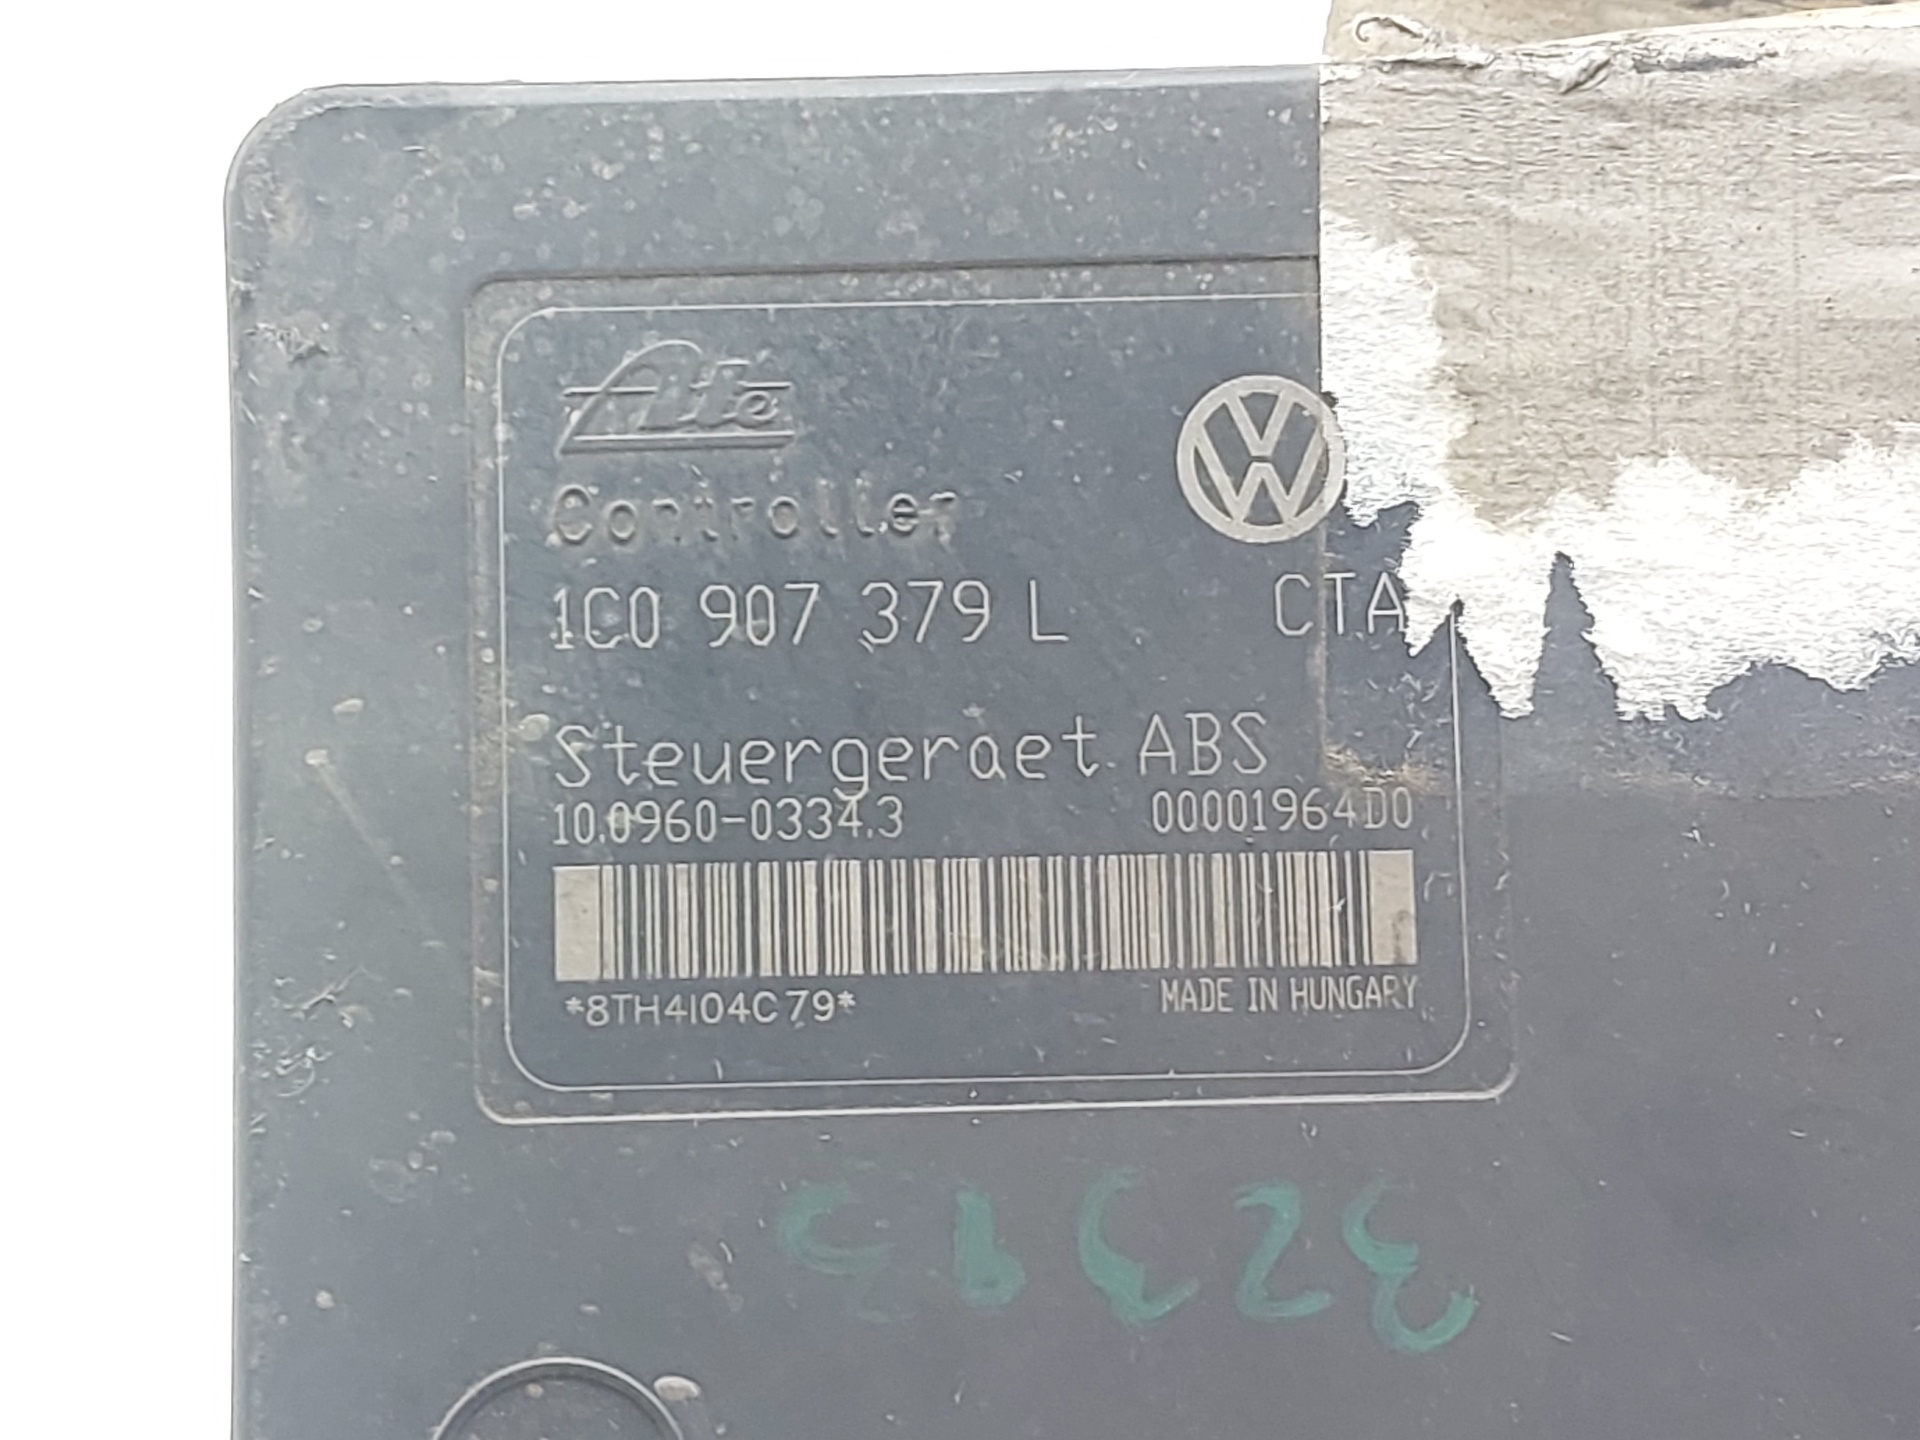 Ate
Controller
1C0 907 379 L CTA
Steuergeraet ABS
10.0960-0334.3 00001964D0
*8TH4I04C79*
MADE IN HUNGARY